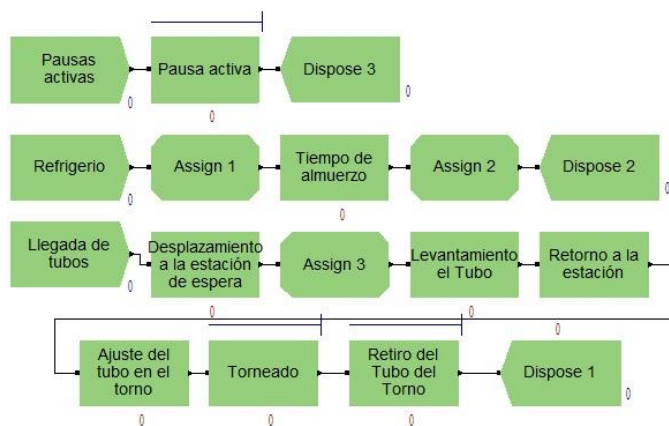 Pausas
activas
Pausa activa
Dispose 3
0
0
0
Refrigerio
Assign 1
Tiempo de
almuerzo
Assign 2
Dispose 2
0
0
0
Llegada de
tubos
Desplazamiento
a la estación
de espera
Assign 3
Levantamiento
el Tubo
Retorno a la
estación
0
0
0
0
Ajuste del
tubo en el
torno
Torneado
Retiro del
Tubo del
Torno
Dispose 1
0
0
0
0